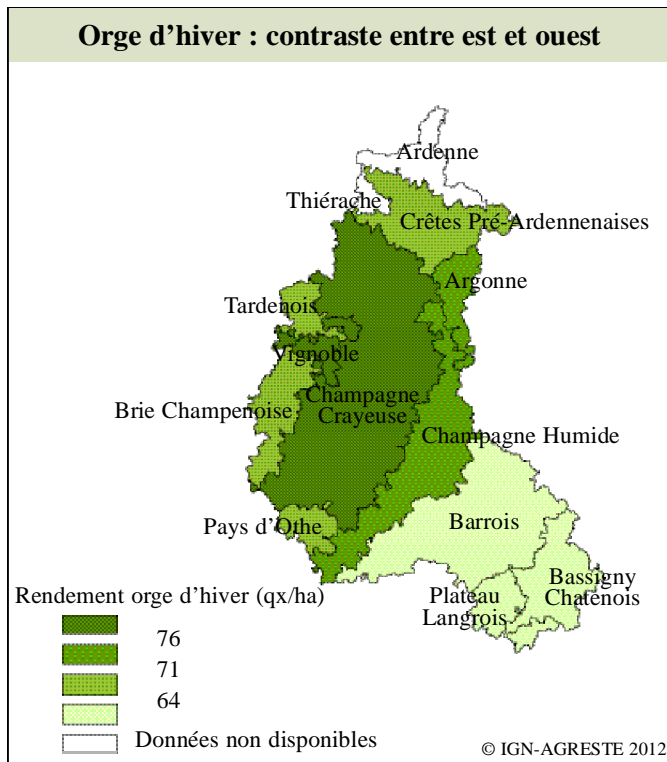 Orge d'hiver : contraste entre est et ouest
Ardenne
Thiérache
Crêtes Pré-Ardennenaises
Argonne
Tardenois
Vignoble
Champagne
Crayeuse
Brie Champenoise
Champagne Humide
Pays d'Othe
Barrois
Bassigny
Chatenois
Plateau
Langrois
Rendement orge d'hiver (qx/ha)
76
71
64
Données non disponibles
© IGN-AGRESTE 2012